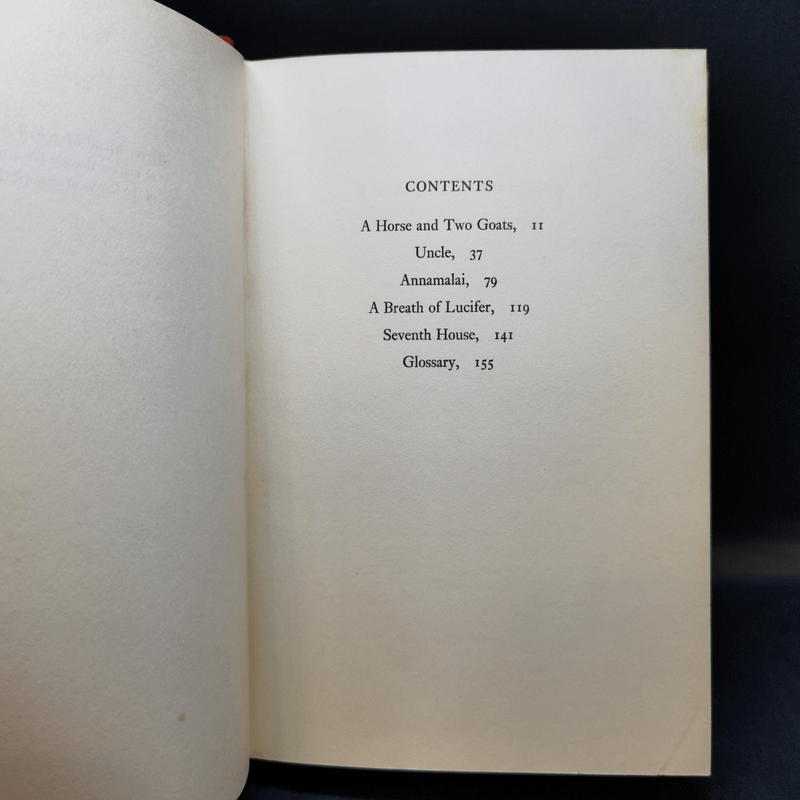 CONTENTS
A Horse and Two Goats, 11
Uncle, 37
Annamalai, 79
A Breath of Lucifer, 119
Seventh House, 141
Glossary, 155